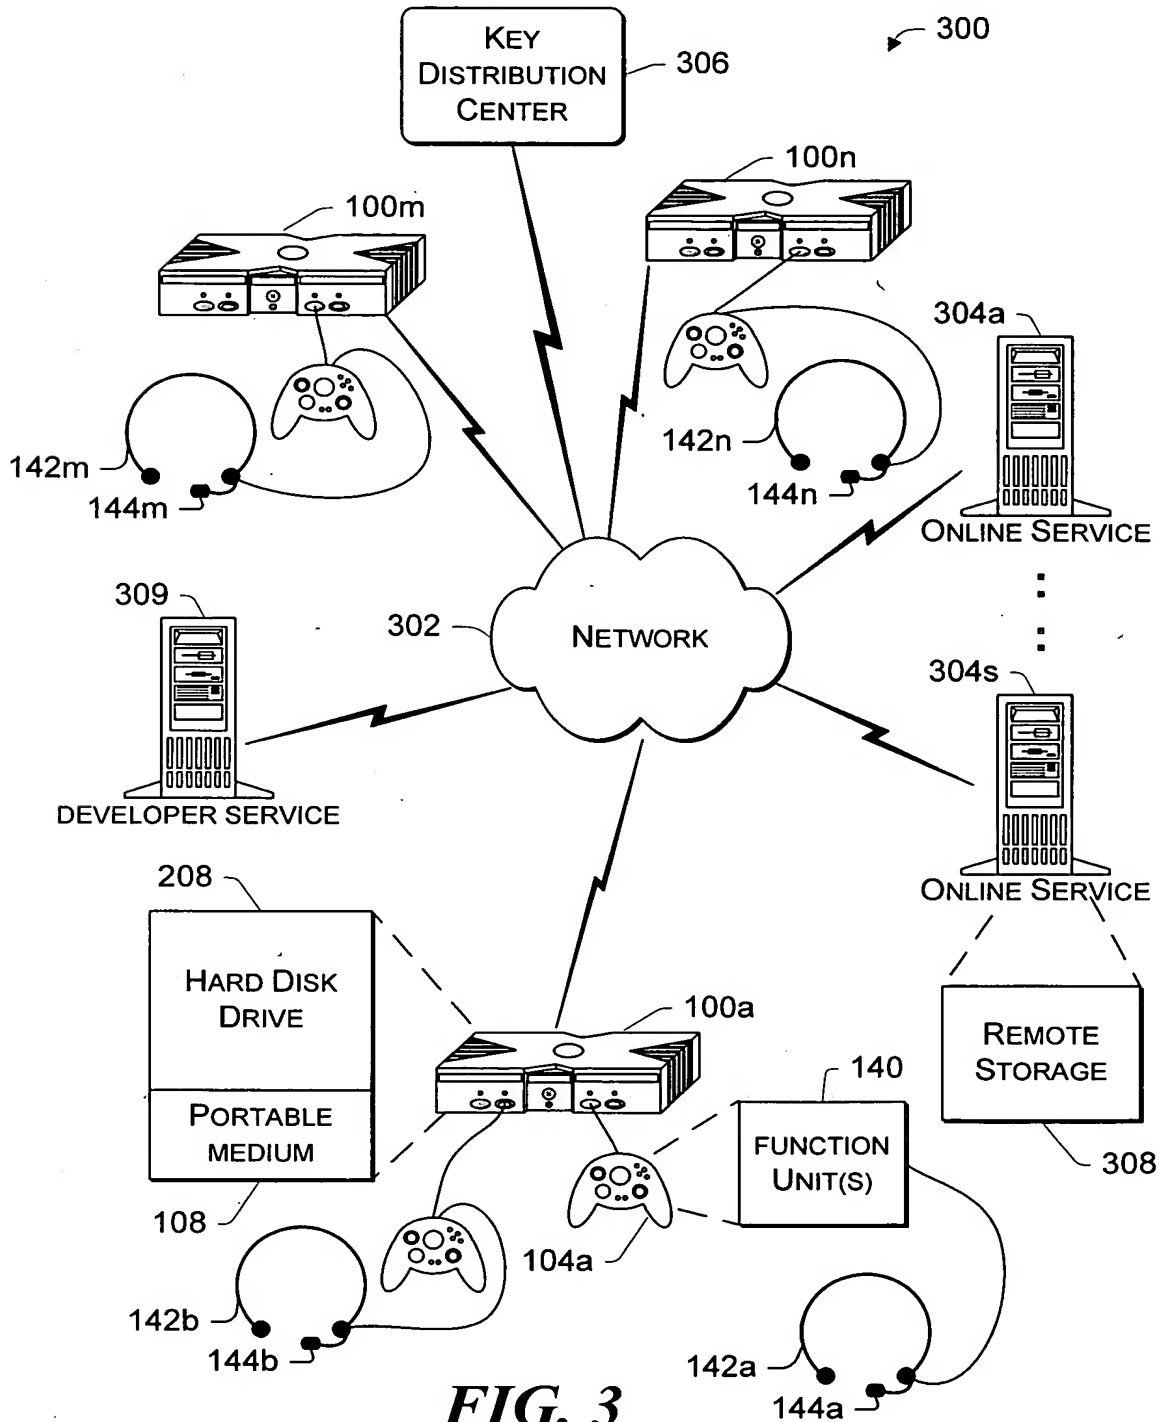 300
KEY
DISTRIBUTION
CENTER
306
100n
100m
304a
142m
144m
142n
144n
ONLINE SERVICE
309
302
NETWORK
304s
DEVELOPER SERVICE
208
ONLINE SERVICE
HARD DISK
DRIVE
100a
REMOTE
STORAGE
140
PORTABLE
MEDIUM
FUNCTION
UNIT(S)
308
108
104a
142b
144b
142a
144a
FIG. 3